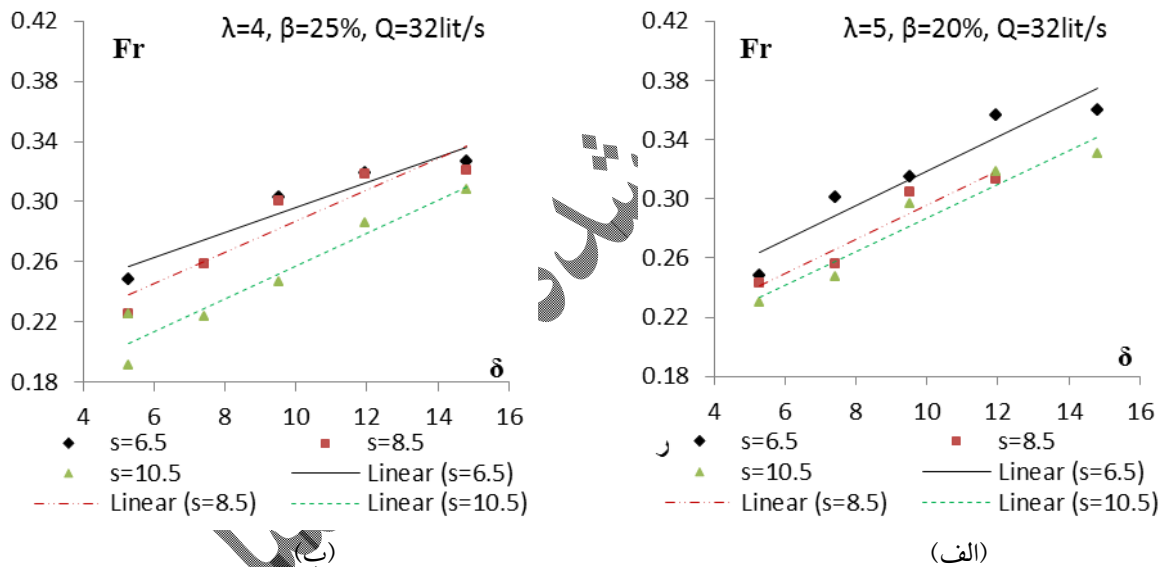 λ=4, β=25%, Q=32lit/s
Fr
0.42
0.38
0.34
0.30
0.26
0.22
0.18
δ
4 6 8 10 12 14 16
s=6.5 s=8.5
s=10.5 Linear (s=6.5)
Linear (s=8.5) Linear (s=10.5)
(ب)
λ=5, β=20%, Q=32lit/s
Fr
0.42
0.38
0.34
0.30
0.26
0.22
0.18
δ
4 6 8 10 12 14 16
s=6.5 s=8.5
s=10.5 Linear (s=6.5)
Linear (s=8.5) Linear (s=10.5)
(الف)